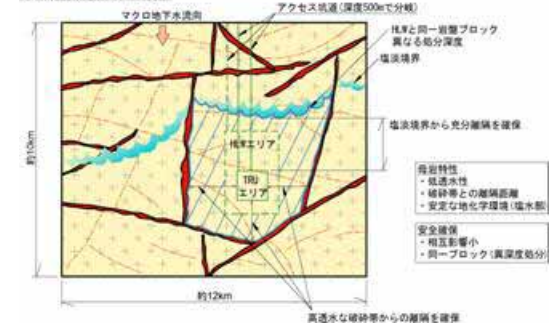 アクセス坑道(深度500mで分岐)
マクロ地下水流向
HLWと同一岩盤ブロック
異なる処分深度
塩淡境界
塩淡境界から充分離隔を確保
HLWエリア
TRU
エリア
約10km
母岩特性
・低透水性
・破砕帯との離隔距離
・安定な地化学環境(塩水部)
安全確保
・相互影響小
・同一ブロック(異深度処分)
約12km
高透水な破砕帯からの離隔を確保